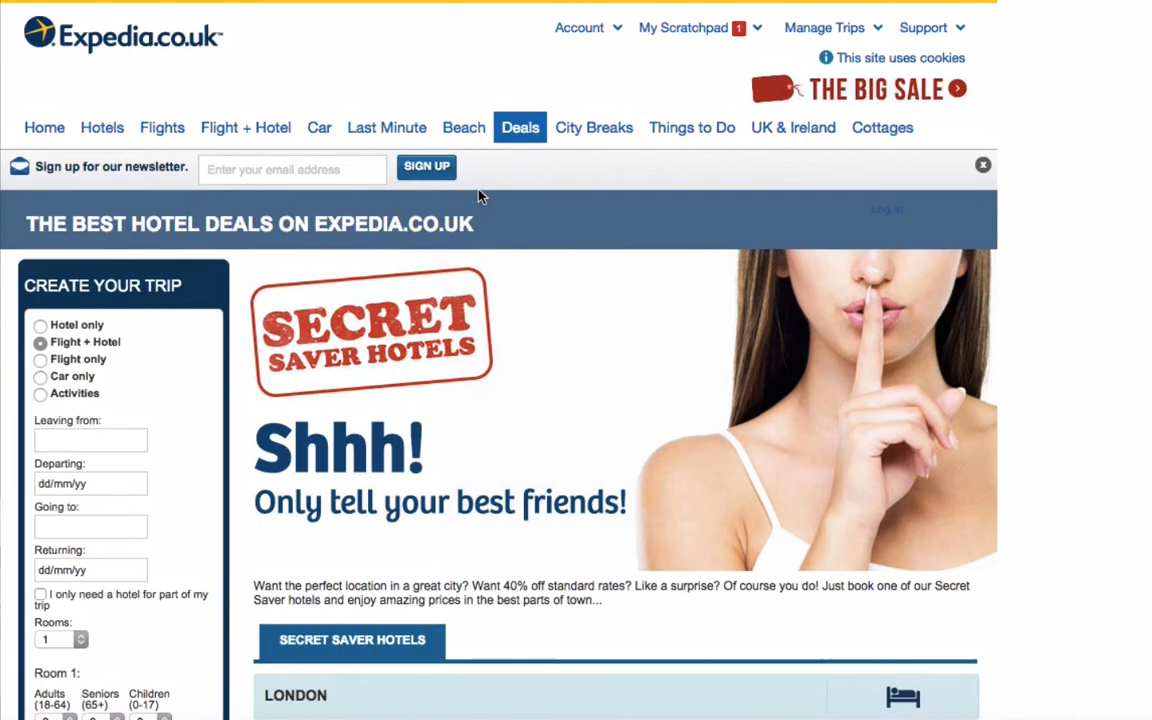 Expedia.co.uk™
Account
My Scratchpad 1
Manage Trips
Support
This site uses cookies
THE BIG SALE
Home Hotels Flights Flight + Hotel Car Last Minute Beach Deals City Breaks Things to Do UK & Ireland Cottages
Sign up for our newsletter. Enter your email address SIGN UP
Log in
THE BEST HOTEL DEALS ON EXPEDIA.CO.UK
CREATE YOUR TRIP
Hotel only
Flight + Hotel
Flight only
Car only
Activities
Leaving from:
Departing:
dd/mm/yy
Going to:
Returning:
dd/mm/yy
I only need a hotel for part of my
trip
Rooms:
1
Room 1:
Adults Seniors Children
(18-64) (65+) (0-17)
SECRET
SAVER HOTELS
Shhh!
Only tell your best friends!
Want the perfect location in a great city? Want 40% off standard rates? Like a surprise? Of course you do! Just book one of our Secret
Saver hotels and enjoy amazing prices in the best parts of town...
SECRET SAVER HOTELS
LONDON